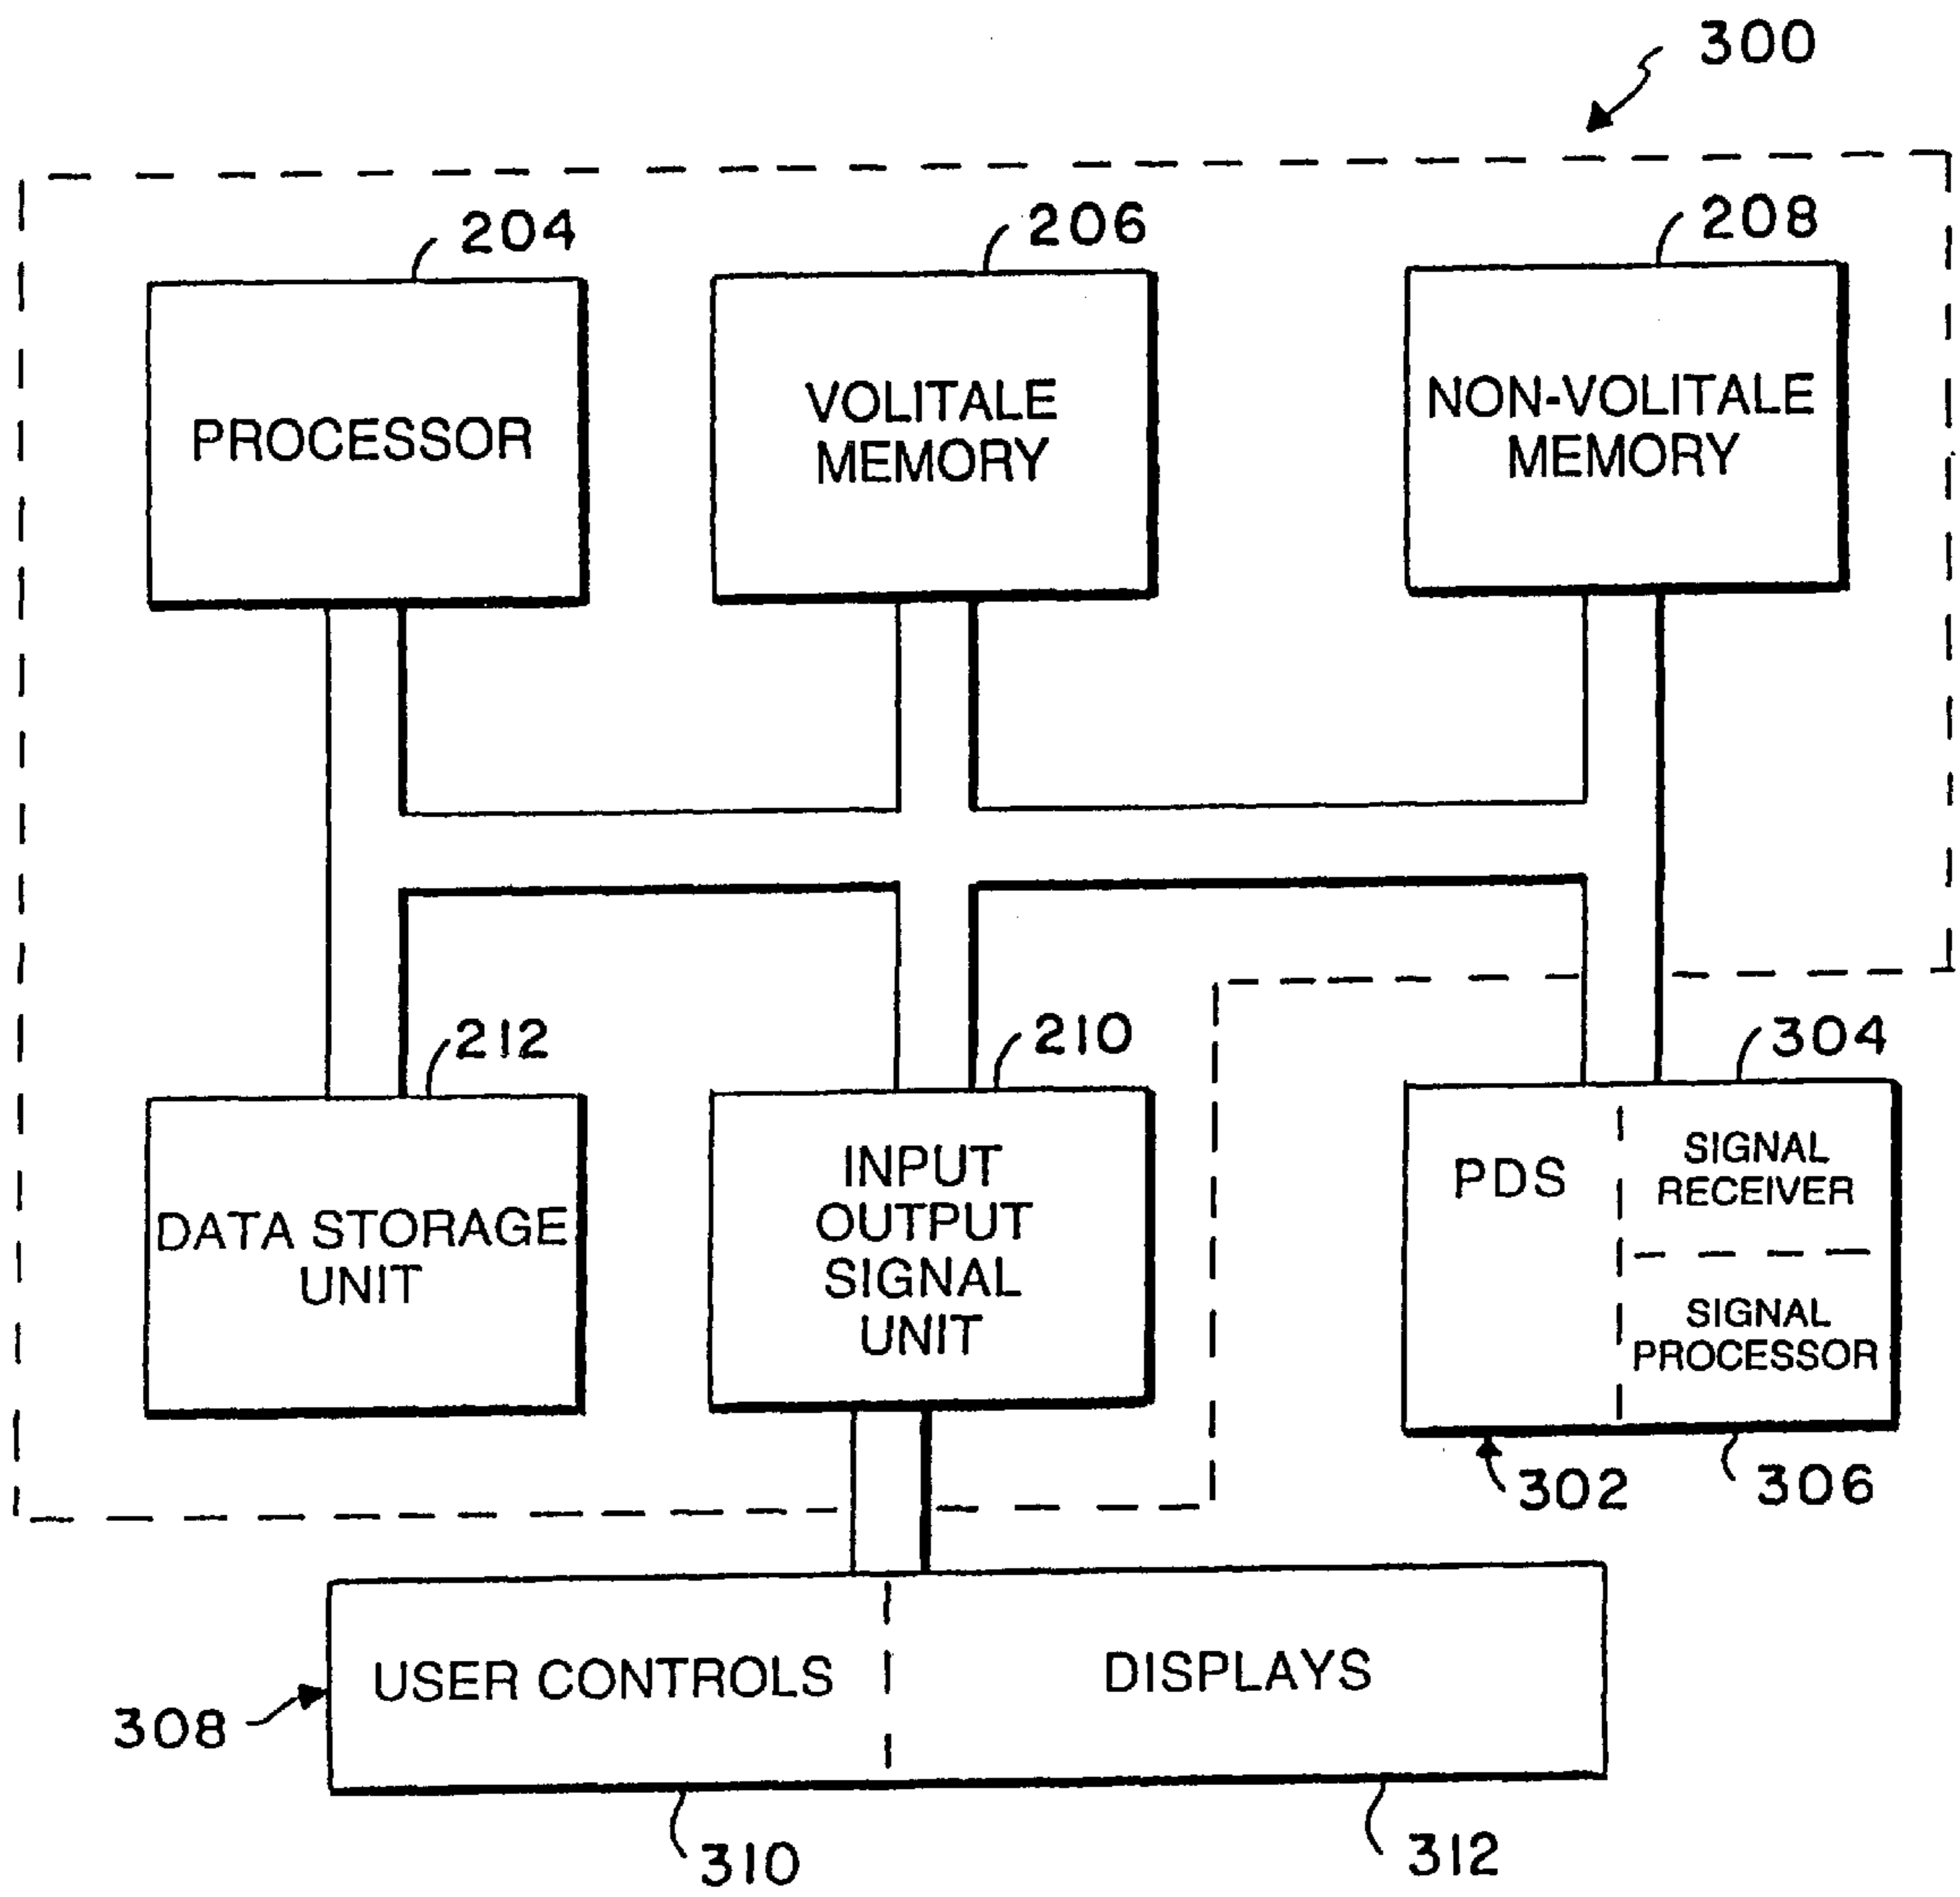 300
204
206
208
PROCESSOR
VOLITALE
MEMORY
NON-VOLITALE
MEMORY
212
210
304
DATA STORAGE
UNIT
INPUT
OUTPUT
SIGNAL
UNIT
PDS
SIGNAL
RECEIVER
SIGNAL
PROCESSOR
302
306
USER CONTROLS
DISPLAYS
308
310
312